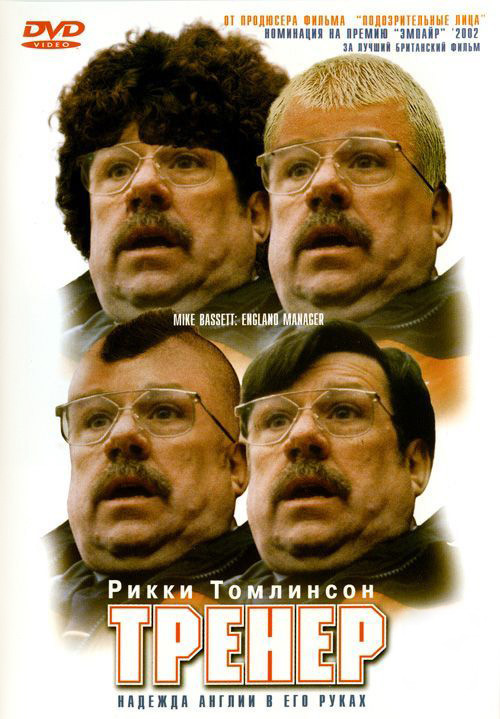 DVD
VIDEO
ОТ ПРОДЮСЕРА ФИЛЬМА "ПОДОЗРИТЕЛЬНЫЕ ЛИЦА"
НОМИНАЦИЯ НА ПРЕМИЮ "ЭМПАЙР" '2002
ЗА ЛУЧШИЙ БРИТАНСКИЙ ФИЛЬМ
MIKE BASSETT: ENGLAND MANAGER
РИККИ ТОМЛИНСОН
ТРЕНЕР
НАДЕЖДА АНГЛИИ В ЕГО РУКАХ